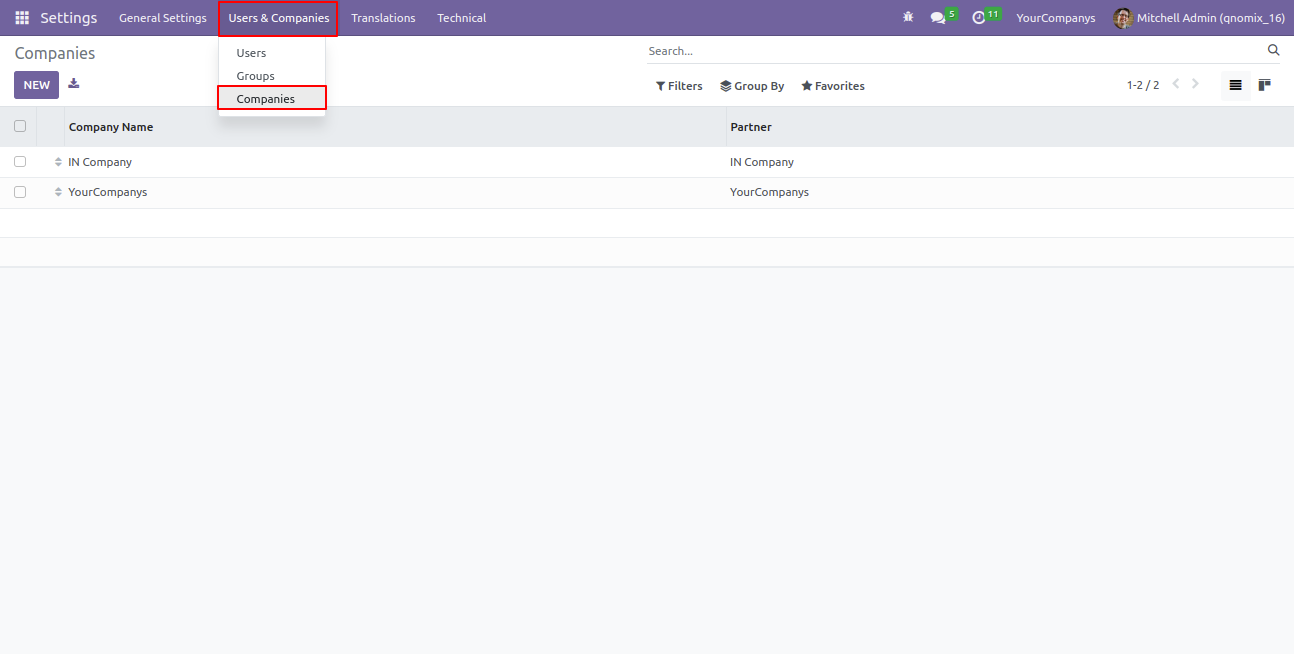 Settings General Settings Users & Companies Translations Technical 5 11 YourCompanys Mitchell Admin (qnomix_16)
Companies
Users
Groups
Companies
Search...
NEW
Filters Group By Favorites 1-2 / 2
Company Name Partner
IN Company IN Company
YourCompanys YourCompanys